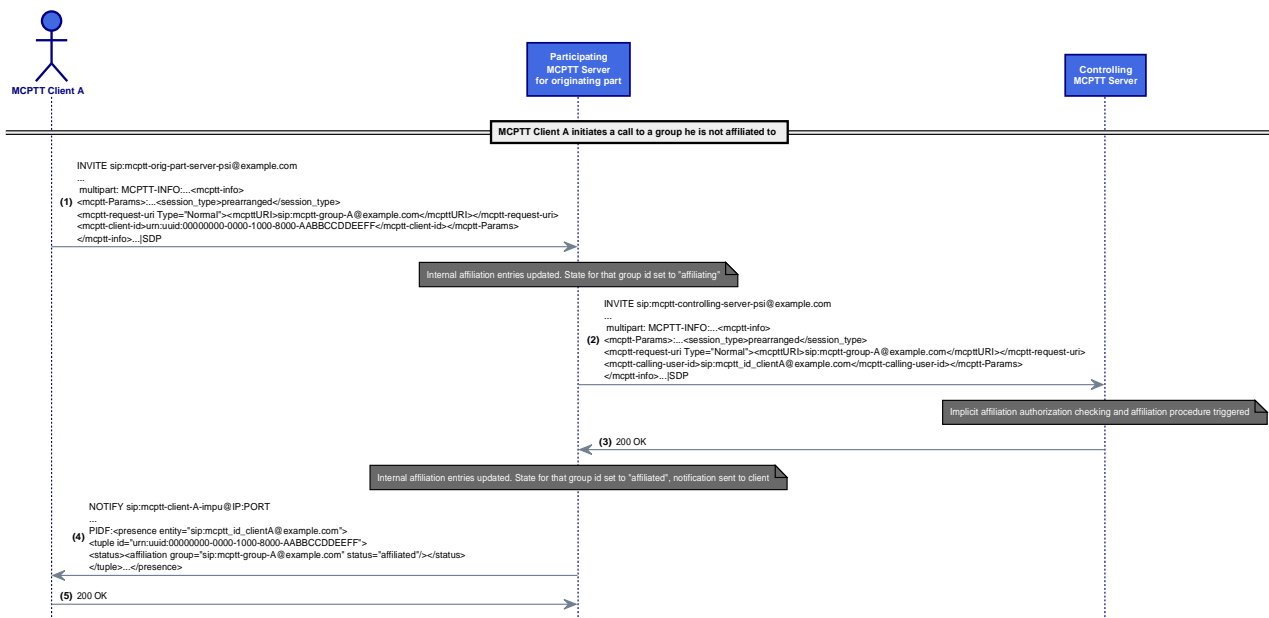 MCPTT Client A
Participating
MCPTT Server
for originating part
Controlling
MCPTT Server
MCPTT Client A initiates a call to a group he is not affiliated to
INVITE sip:mcptt-orig-part-server-psi@example.com
...
multipart: MCPTT-INFO:...<mcptt-info>
(1) <mcptt-Params>:...<session_type>prearranged</session_type>
<mcptt-request-uri Type="Normal"><mcpttURI>sip:mcptt-group-A@example.com</mcpttURI></mcptt-request-uri>
<mcptt-client-id>urn:uuid:00000000-0000-1000-8000-AABBCCDDEEFF</mcptt-client-id></mcptt-Params>
</mcptt-info>...|SDP
Internal affiliation entries updated. State for that group id set to "affiliating"
INVITE sip:mcptt-controlling-server-psi@example.com
...
multipart: MCPTT-INFO:...<mcptt-info>
(2) <mcptt-Params>:...<session_type>prearranged</session_type>
<mcptt-request-uri Type="Normal"><mcpttURI>sip:mcptt-group-A@example.com</mcpttURI></mcptt-request-uri>
<mcptt-calling-user-id>sip:mcptt_id_clientA@example.com</mcptt-calling-user-id></mcptt-Params>
</mcptt-info>...|SDP
Implicit affiliation authorization checking and affiliation procedure triggered
(3) 200 OK
Internal affiliation entries updated. State for that group id set to "affiliated", notification sent to client
NOTIFY sip:mcptt-client-A-impu@IP:PORT
...
PIDF:<presence entity="sip:mcptt_id_clientA@example.com">
(4) <tuple id="urn:uuid:00000000-0000-1000-8000-AABBCCDDEEFF">
<status><affiliation group="sip:mcptt-group-A@example.com" status="affiliated"/></status>
</tuple>...</presence>
(5) 200 OK